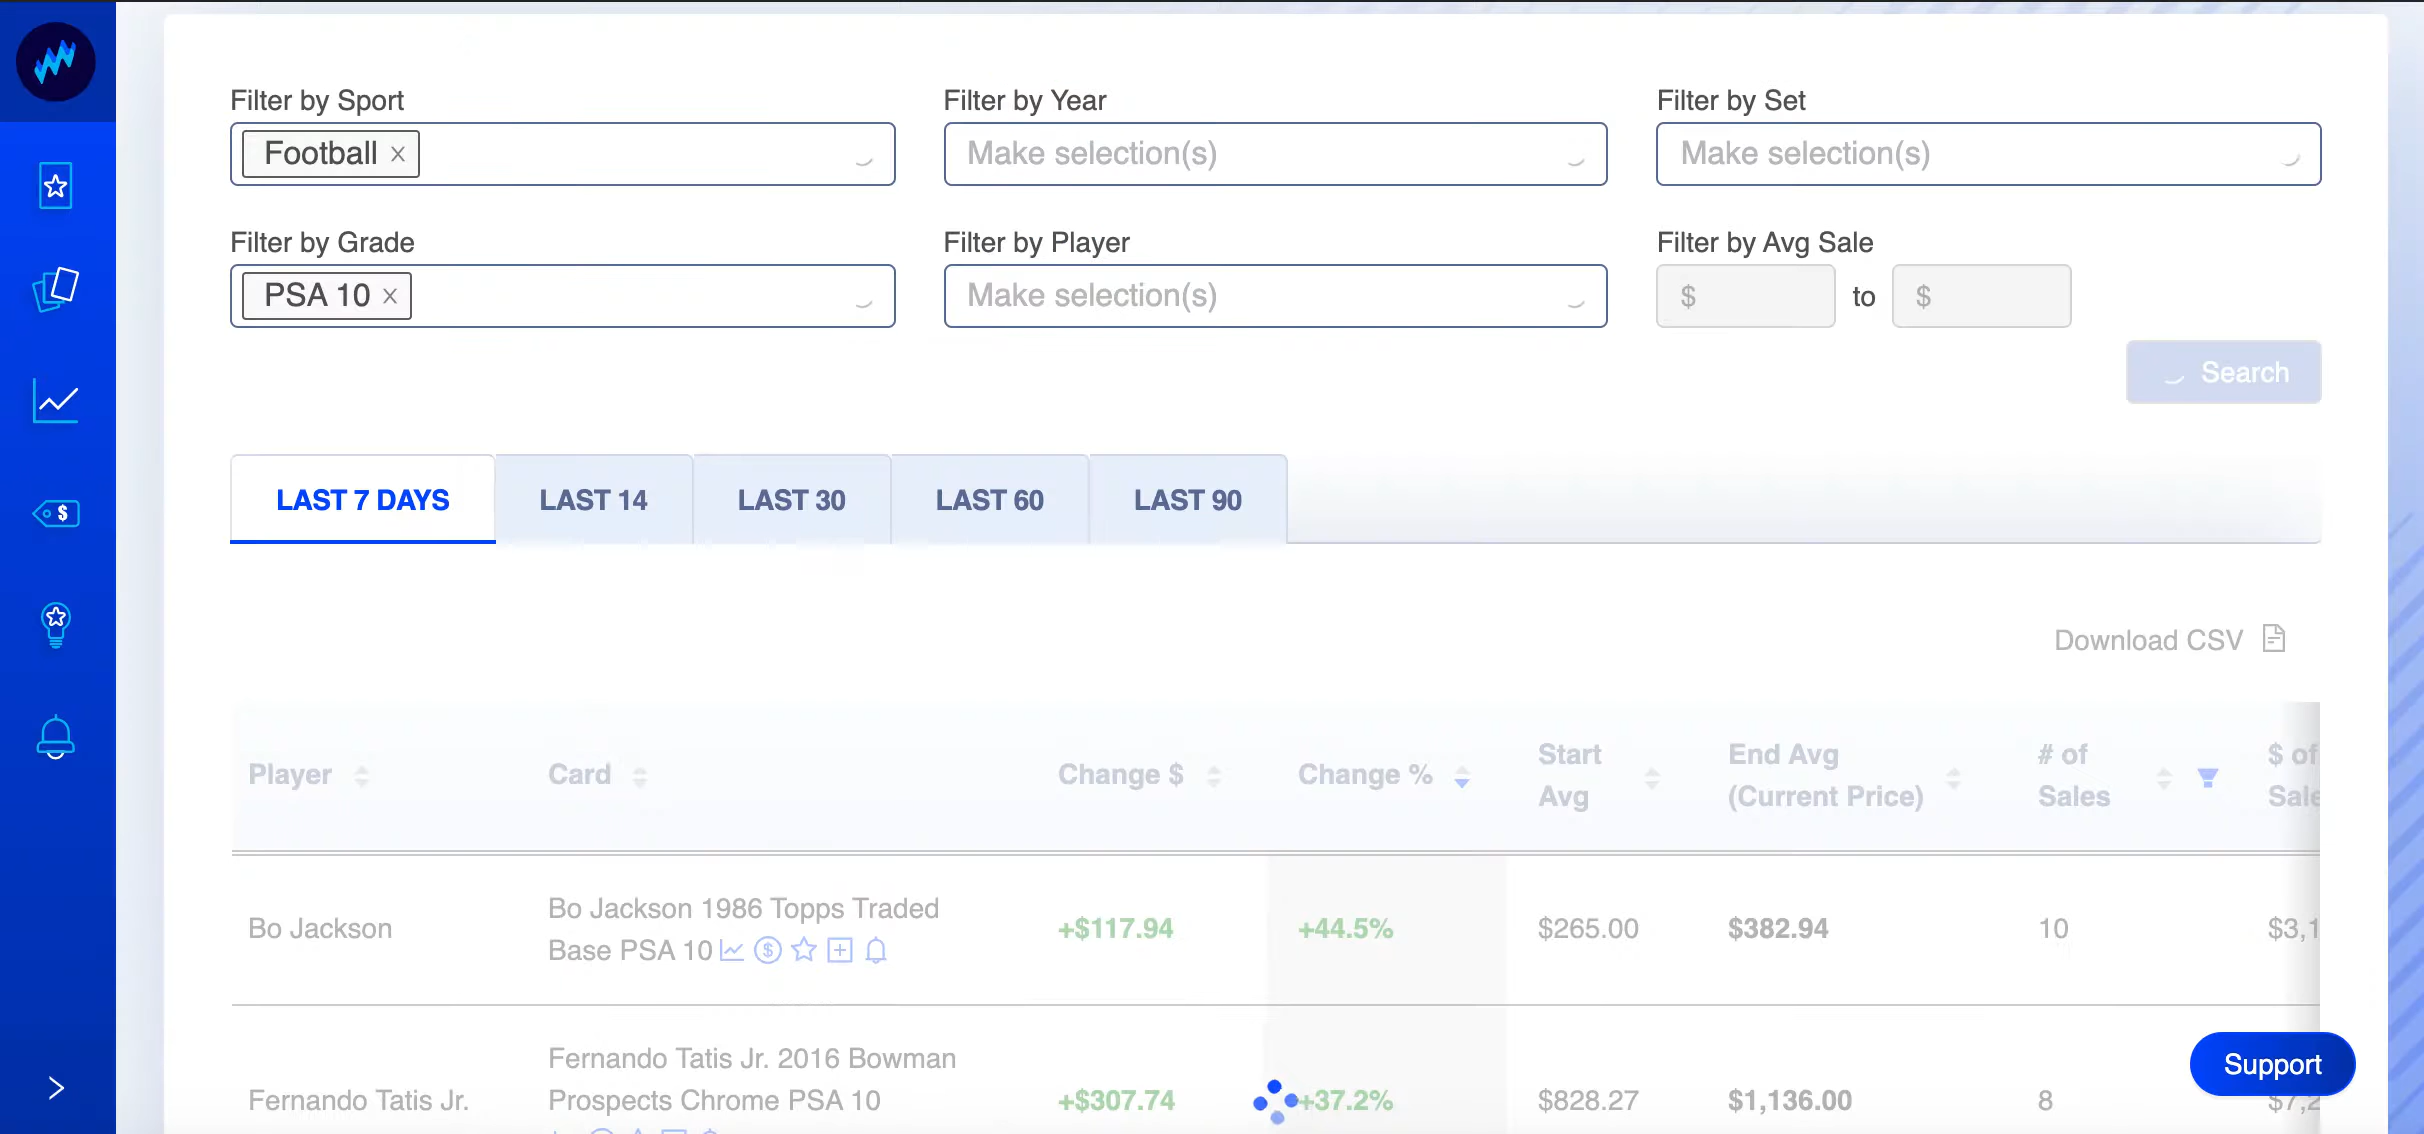 Filter by Sport
Filter by Year
Filter by Set
Football ×
Make selection(s)
Make selection(s)
Filter by Grade
Filter by Player
Filter by Avg Sale
PSA 10 ×
Make selection(s)
$ to $
Search
LAST 7 DAYS
LAST 14
LAST 30
LAST 60
LAST 90
Download CSV
Player
Card
Change $
Change %
Start
Avg
End Avg
(Current Price)
# of
Sales
$ of
Bo Jackson
Bo Jackson 1986 Topps Traded
Base PSA 10
+$117.94
+44.5%
$265.00
$382.94
10
Fernando Tatis Jr.
Fernando Tatis Jr. 2016 Bowman
Prospects Chrome PSA 10
+$307.74
+37.2%
$828.27
$1,136.00
8
Support